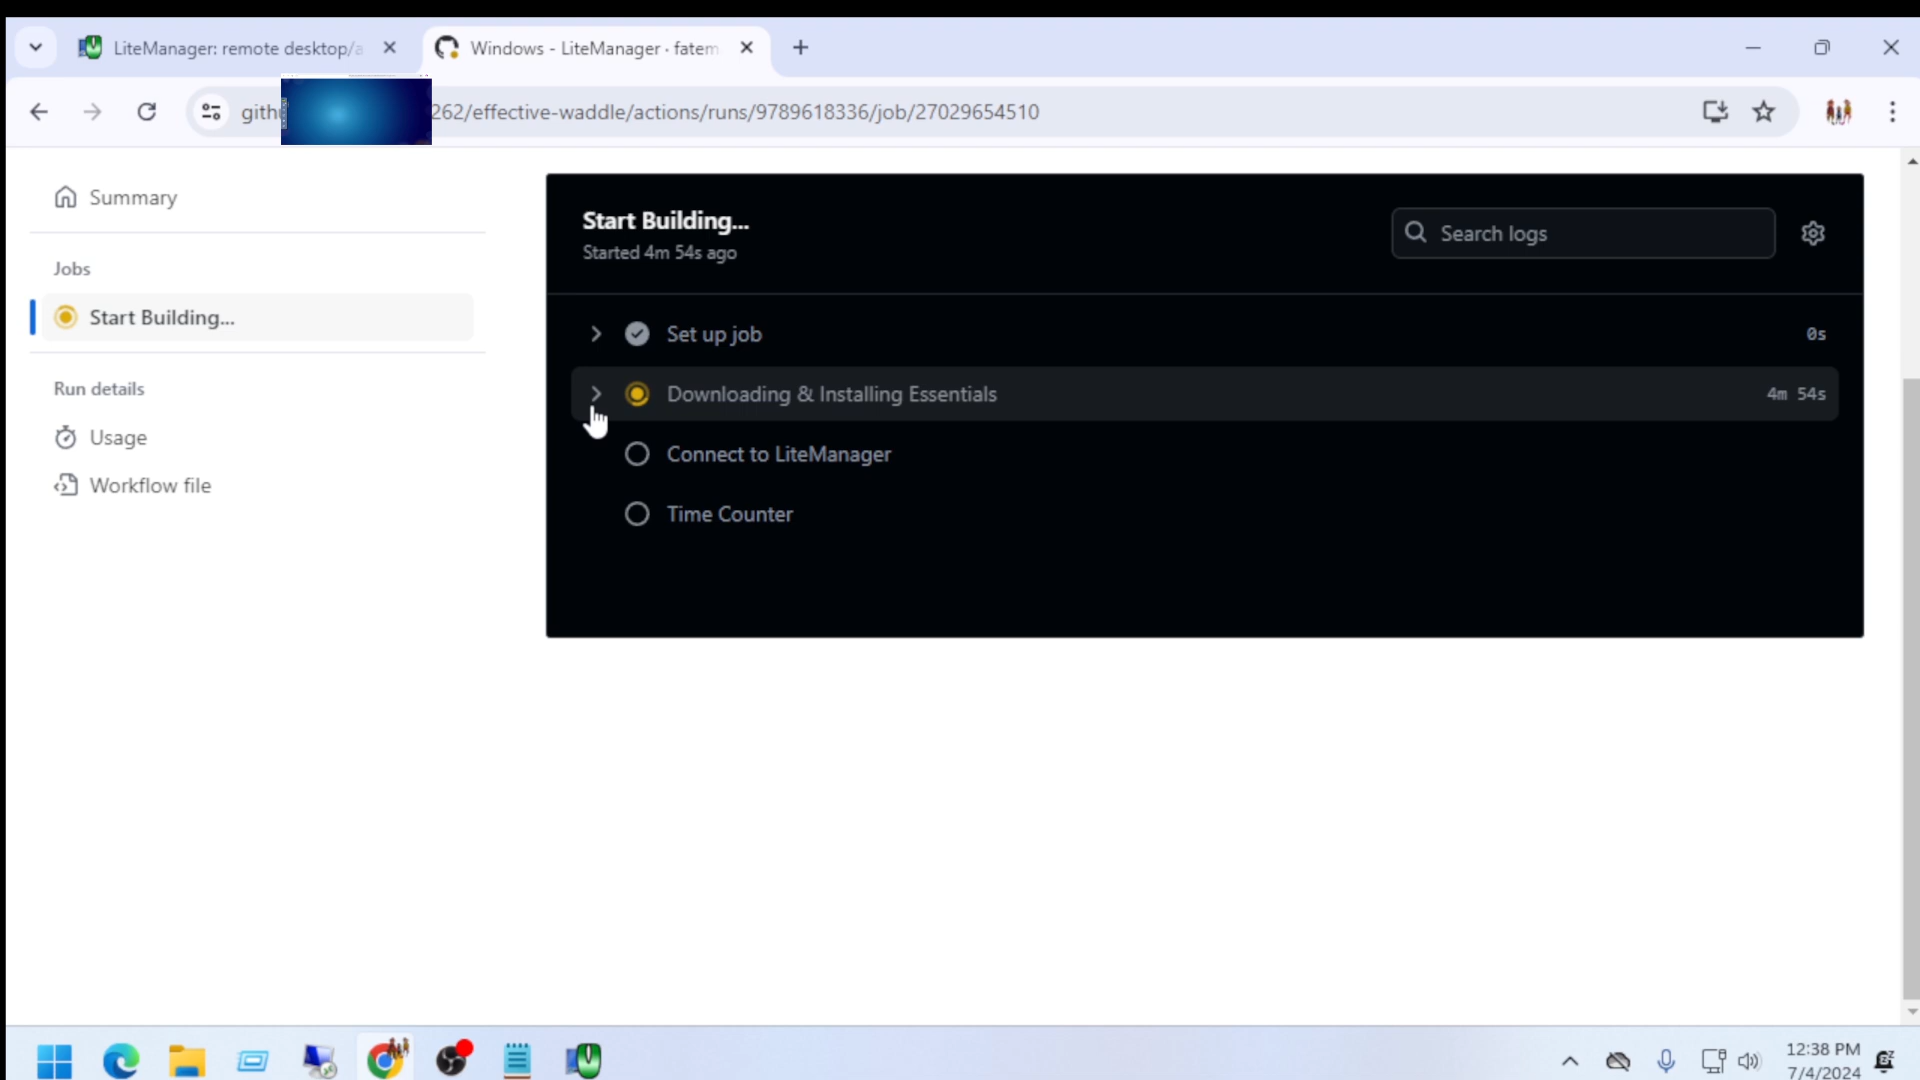 LiteManager: remote desktop/a
Windows - LiteManager · fatem
gith
262/effective-waddle/actions/runs/9789618336/job/27029654510
Summary
Jobs
Start Building...
Run details
Usage
Workflow file
Start Building...
Started 4m 54s ago
Search logs
Set up job
0s
Downloading & Installing Essentials
4m 54s
Connect to LiteManager
Time Counter
12:38 PM
7/4/2024